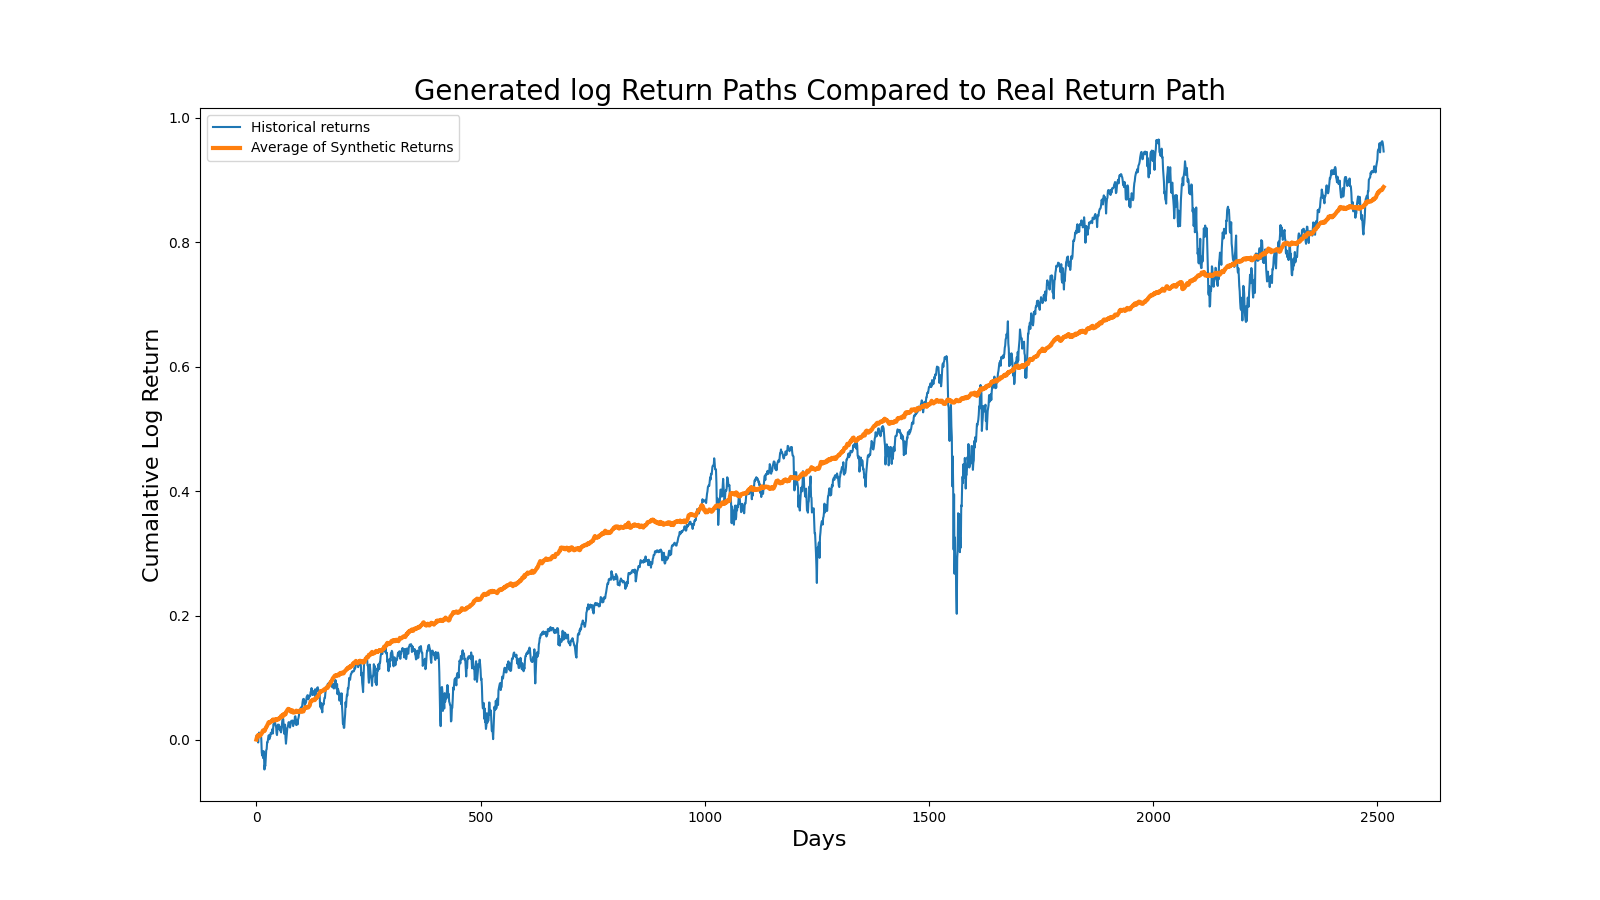 Generated log Return Paths Compared to Real Return Path
Historical returns
Average of Synthetic Returns
Cumalative Log Return
1.0
0.8
0.6
0.4
0.2
0.0
0
500
1000
1500
2000
2500
Days